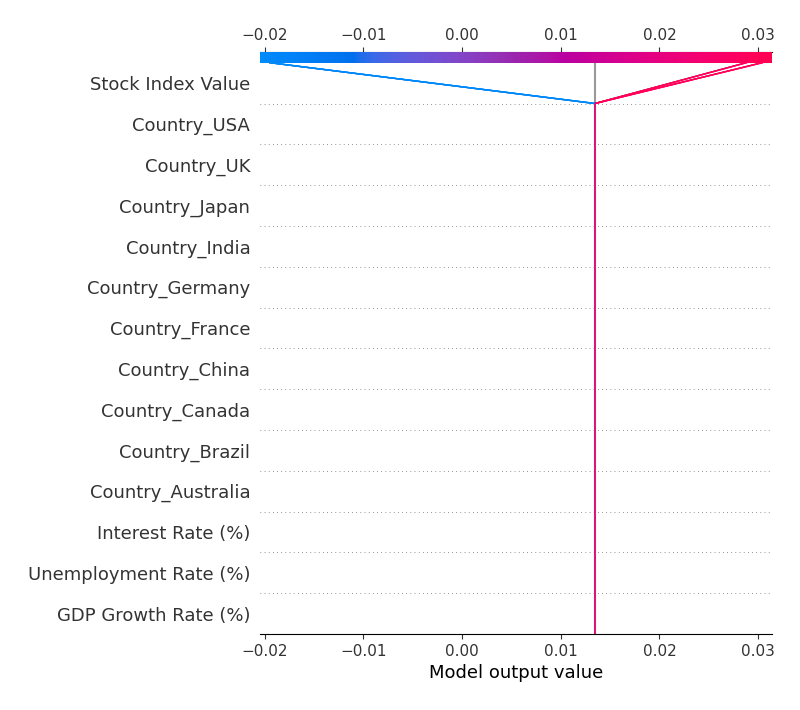 −0.02 −0.01 0.00 0.01 0.02 0.03
Stock Index Value
Country_USA
Country_UK
Country_Japan
Country_India
Country_Germany
Country_France
Country_China
Country_Canada
Country_Brazil
Country_Australia
Interest Rate (%)
Unemployment Rate (%)
GDP Growth Rate (%)
−0.02 −0.01 0.00 0.01 0.02 0.03
Model output value